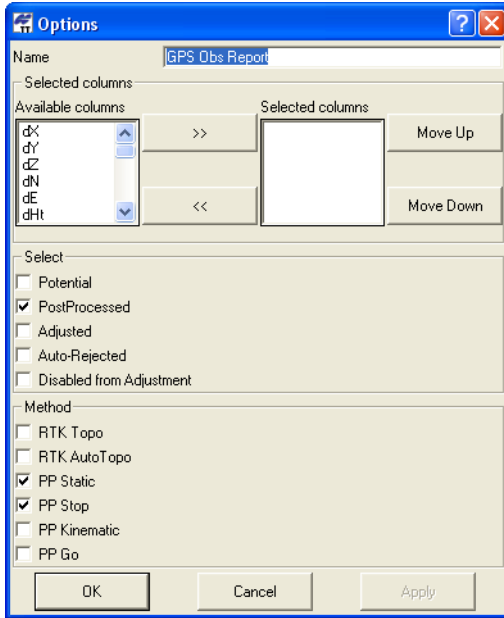 Options
Name GPS Obs Report
Selected columns
Available columns Selected columns
dX
dY
dZ
dN
dE
dHt
>>
<<
Move Up
Move Down
Select
Potential
PostProcessed
Adjusted
Auto-Rejected
Disabled from Adjustment
Method
RTK Topo
RTK AutoTopo
PP Static
PP Stop
PP Kinematic
PP Go
OK Cancel Apply